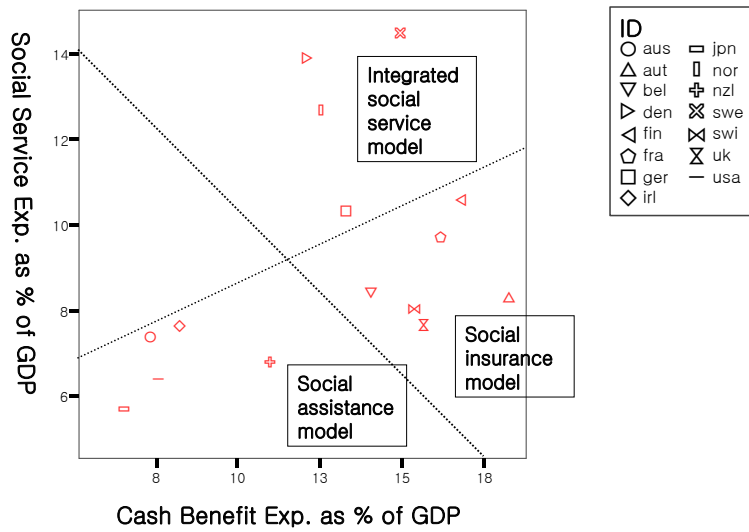 Social Service Exp. as % of GDP
14
12
10
8
6
8
10
13
15
18
Cash Benefit Exp. as % of GDP
Integrated
social
service
model
Social
insurance
model
Social
assistance
model
ID
aus
aut
bel
den
fin
fra
ger
irl
jpn
nor
nzl
swe
swi
uk
usa